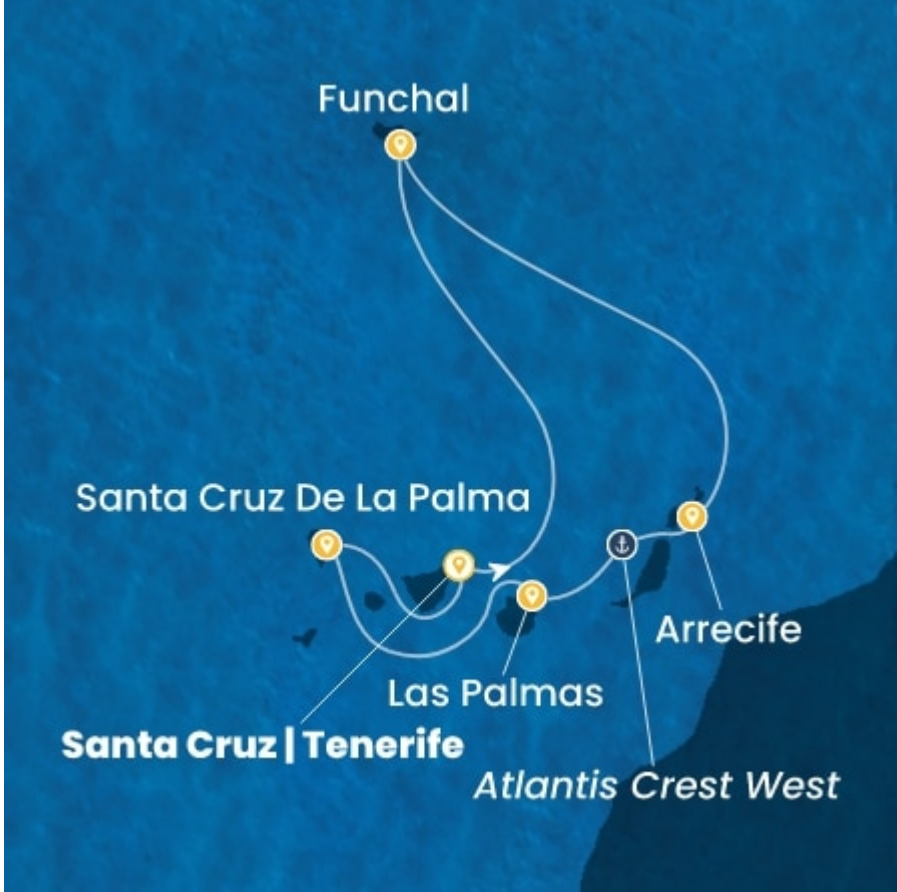 Funchal
Santa Cruz De La Palma
Arrecife
Las Palmas
Santa Cruz | Tenerife
Atlantis Crest West